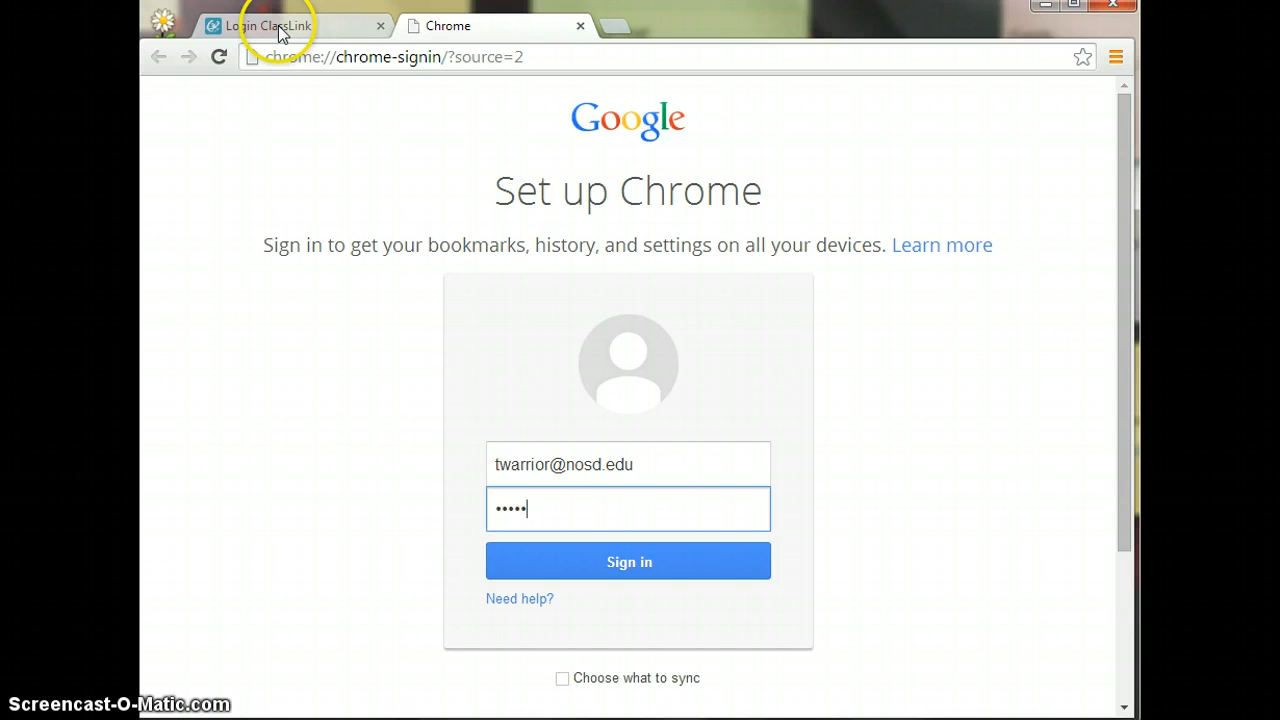 Login ClassLink
Chrome
chrome://chrome-signin/?source=2
Google
Set up Chrome
Sign in to get your bookmarks, history, and settings on all your devices. Learn more
twarrior@nosd.edu
•••••
Sign in
Need help?
Choose what to sync
Screencast-O-Matic.com